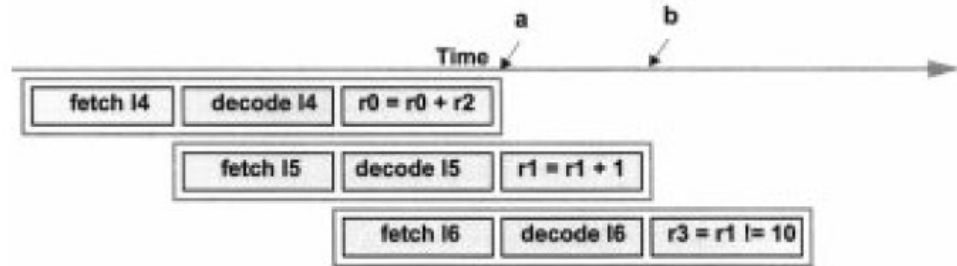 a
b
Time
fetch I4 decode I4 r0 = r0 + r2
fetch I5 decode I5 r1 = r1 + 1
fetch I6 decode I6 r3 = r1 != 10